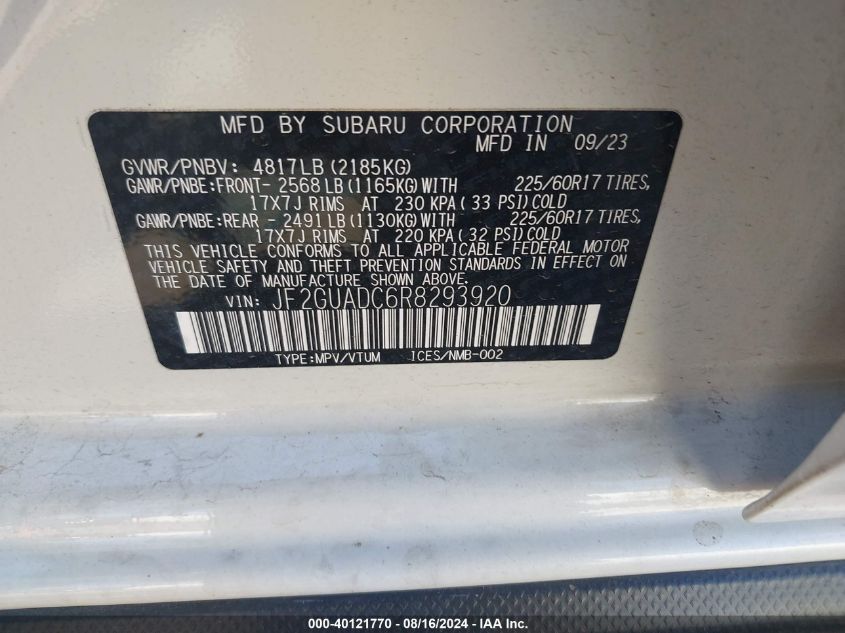 MFD BY SUBARU CORPORATION
MFD IN 09/23
GVWR/PNBV: 4817LB (2185KG)
GAWR/PNBE:FRONT- 2568 LB (1165KG) WITH 225/60R17 TIRES,
17X7J RIMS AT 230 KPA( 33 PSI)COLD
GAWR/PNBE:REAR - 2491 LB (1130KG) WITH 225/60R17 TIRES,
17X7J RIMS AT 220 KPA( 32 PSI)COLD
THIS VEHICLE CONFORMS TO ALL APPLICABLE FEDERAL MOTOR
VEHICLE SAFETY AND THEFT PREVENTION STANDARDS IN EFFECT ON
THE DATE OF MANUFACTURE SHOWN ABOVE.
VIN: JF2GUADC6R8293920
TYPE:MPV/VTUM ICES/NMB-002
000-40121770 - 08/16/2024 - IAA Inc.